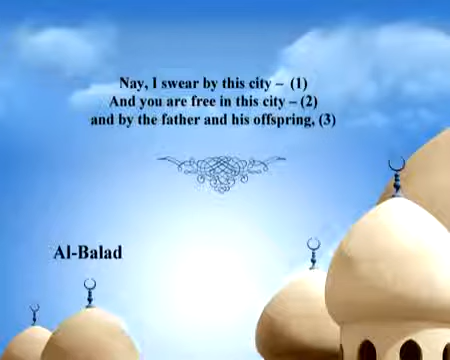 Nay, I swear by this city – (1)
And you are free in this city – (2)
and by the father and his offspring, (3)
Al-Balad